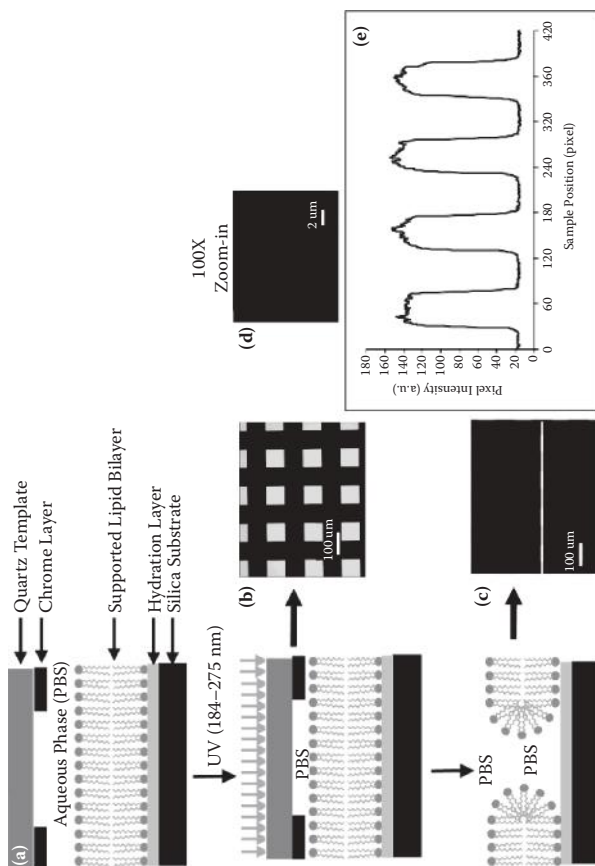 (a)
Quartz Template
Chrome Layer
Aqueous Phase (PBS)
Supported Lipid Bilayer
Hydration Layer
Silica Substrate
UV (184–275 nm)
PBS
(b)
100 um
PBS
PBS
(c)
100 um
100X
Zoom-in
(d)
2 um
(e)
180
160
140
120
100
80
60
40
20
0
Pixel Intensity (a.u.)
0
60
120
180
240
320
360
420
Sample Position (pixel)